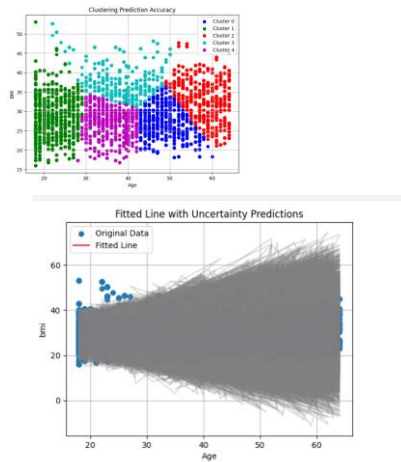 Clustering Prediction Accuracy
Cluster 0
Cluster 1
Cluster 2
Cluster 3
Cluster 4
50
45
40
35
30
25
20
15
bmi
20
30
40
50
60
Age
Fitted Line with Uncertainty Predictions
Original Data
Fitted Line
60
40
20
0
bmi
20
30
40
50
60
Age